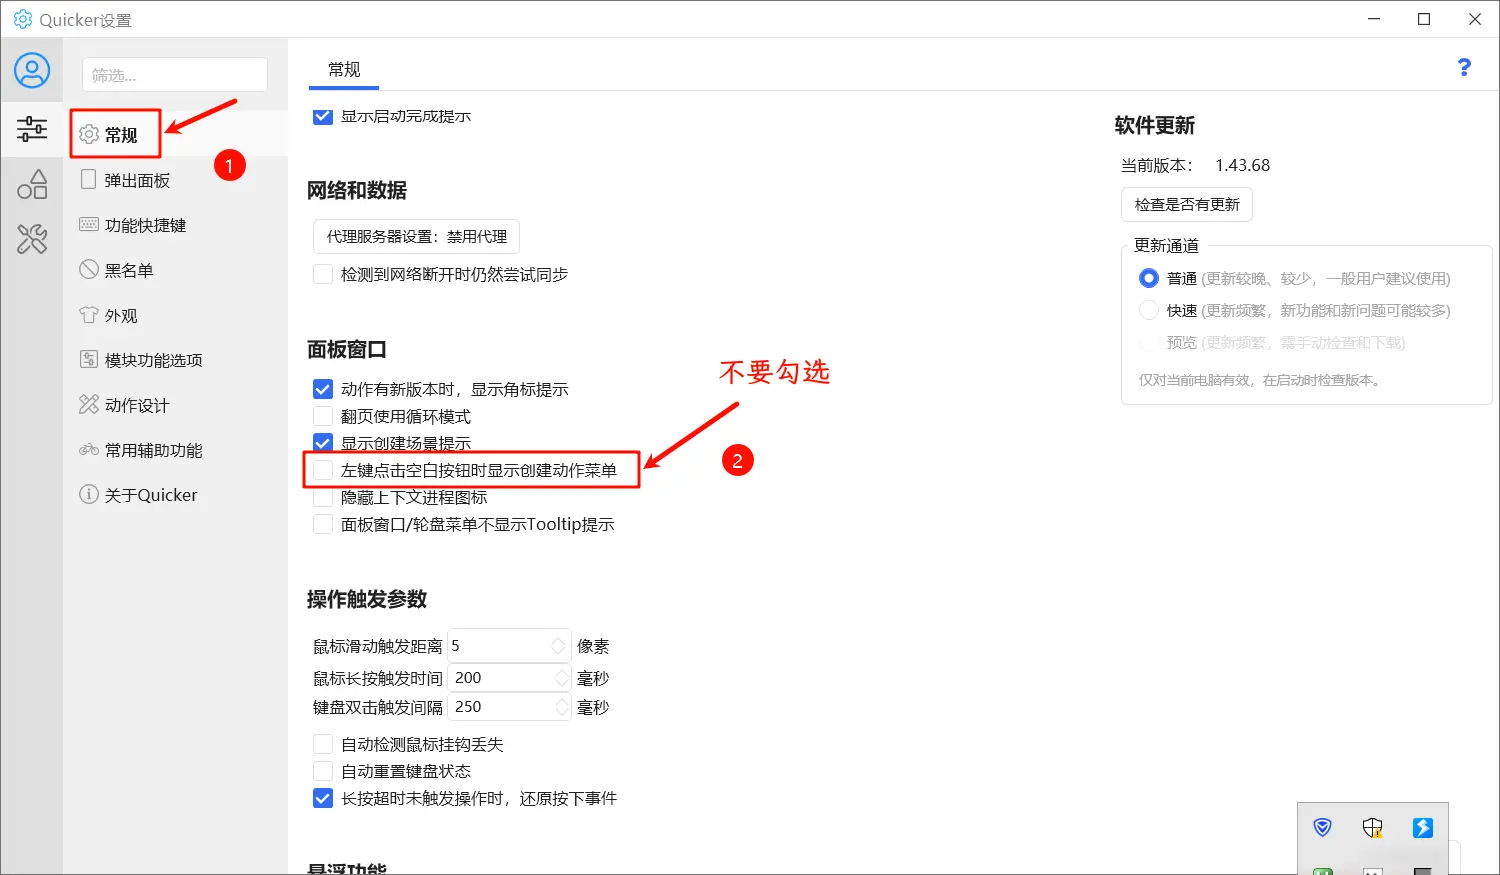 Quicker设置
筛选...
常规
1
弹出面板
功能快捷键
黑名单
外观
模块功能选项
动作设计
常用辅助功能
关于Quicker
常规
?
显示启动完成提示
网络和数据
代理服务器设置：禁用代理
检测到网络断开时仍然尝试同步
面板窗口
动作有新版本时，显示角标提示
翻页使用循环模式
显示创建场景提示
左键点击空白按钮时显示创建动作菜单
隐藏上下文进程图标
面板窗口/轮盘菜单不显示Tooltip提示
不要勾选
2
操作触发参数
鼠标滑动触发距离 5 像素
鼠标长按触发时间 200 毫秒
键盘双击触发间隔 250 毫秒
自动检测鼠标挂钩丢失
自动重置键盘状态
长按超时未触发操作时，还原按下事件
悬浮功能
软件更新
当前版本： 1.43.68
检查是否有更新
更新通道
普通 (更新较晚、较少，一般用户建议使用)
快速 (更新频繁，新功能和新问题可能较多)
预览 (更新频繁，需手动检查和下载)
仅对当前电脑有效，在启动时检查版本。